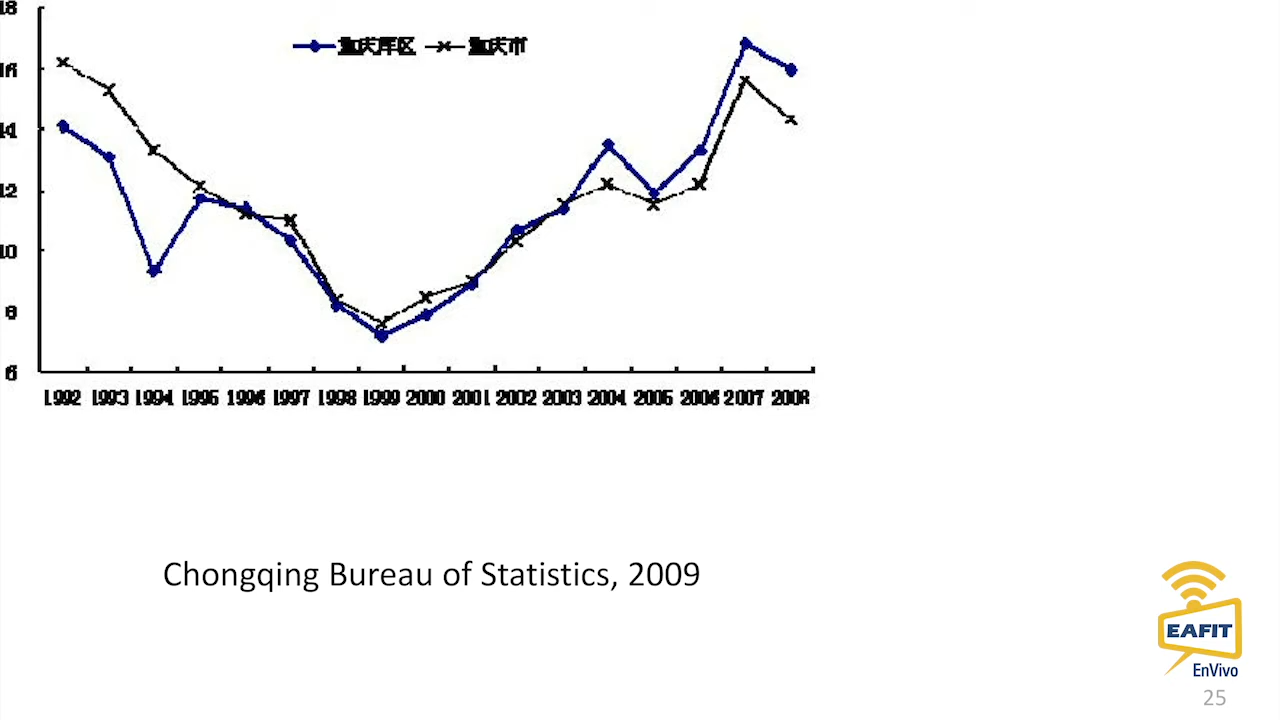 18
重庆库区 重庆市
16
14
12
10
8
6
1992 1993 1994 1995 1996 1997 1998 1999 2000 2001 2002 2003 2004 2005 2006 2007 2008
Chongqing Bureau of Statistics, 2009
EAFIT
EnVivo
25